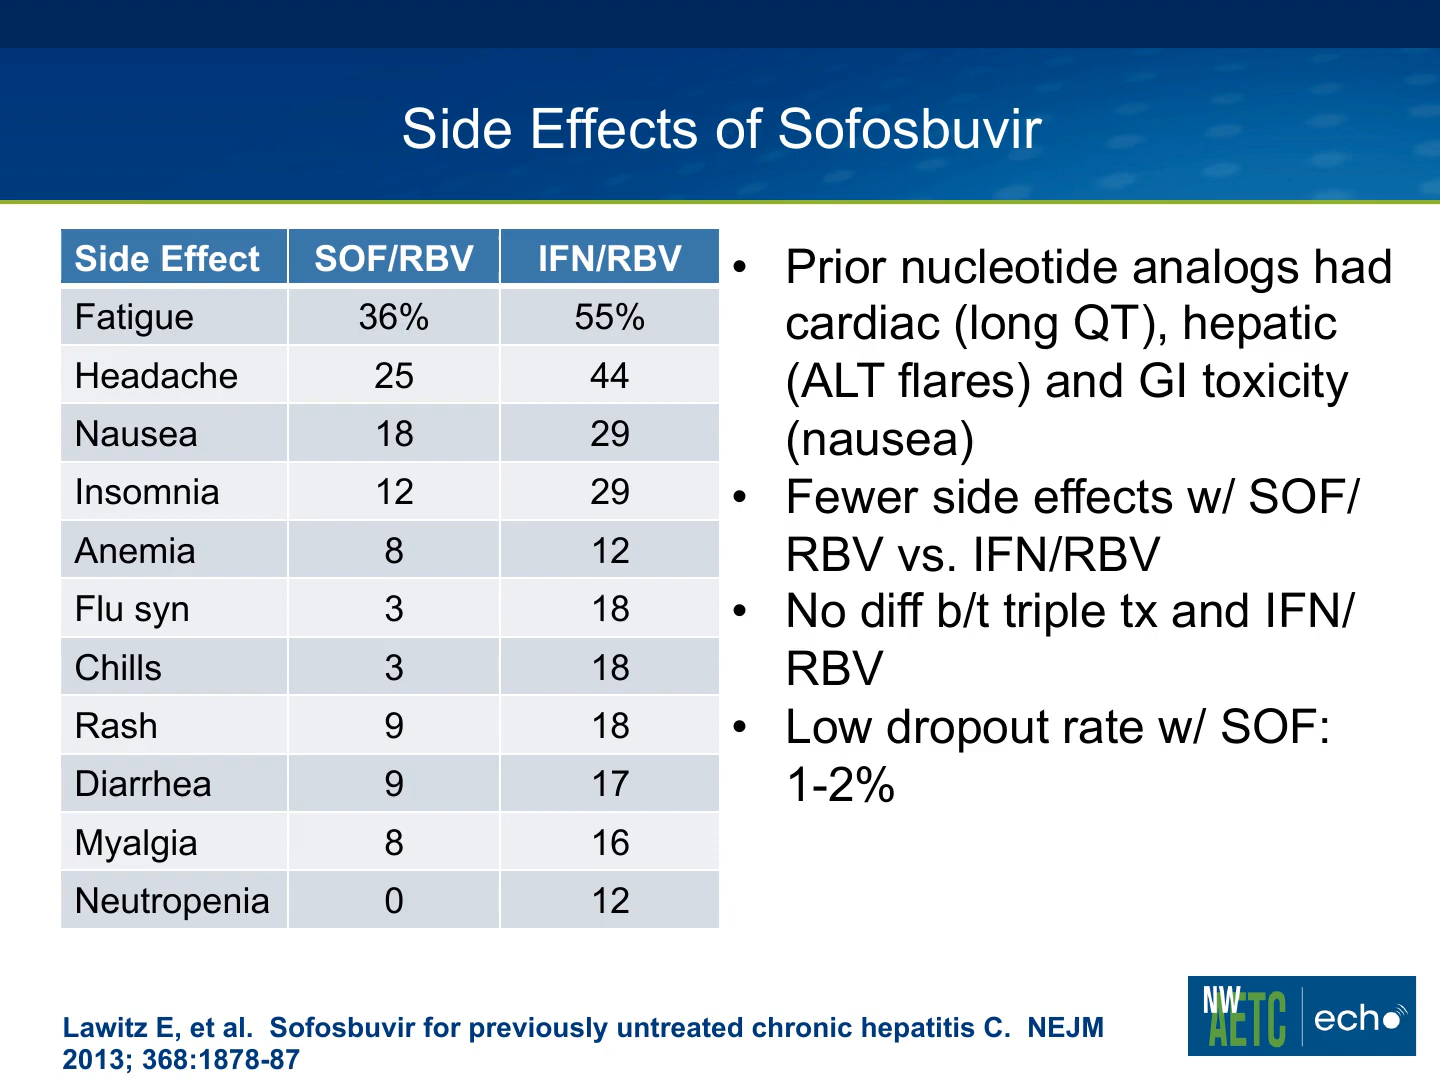 Side Effects of Sofosbuvir
Side Effect SOF/RBV IFN/RBV
Fatigue 36% 55%
Headache 25 44
Nausea 18 29
Insomnia 12 29
Anemia 8 12
Flu syn 3 18
Chills 3 18
Rash 9 18
Diarrhea 9 17
Myalgia 8 16
Neutropenia 0 12
• Prior nucleotide analogs had
cardiac (long QT), hepatic
(ALT flares) and GI toxicity
(nausea)
• Fewer side effects w/ SOF/
RBV vs. IFN/RBV
• No diff b/t triple tx and IFN/
RBV
• Low dropout rate w/ SOF:
1-2%
Lawitz E, et al. Sofosbuvir for previously untreated chronic hepatitis C. NEJM
2013; 368:1878-87
NW
AETC echo